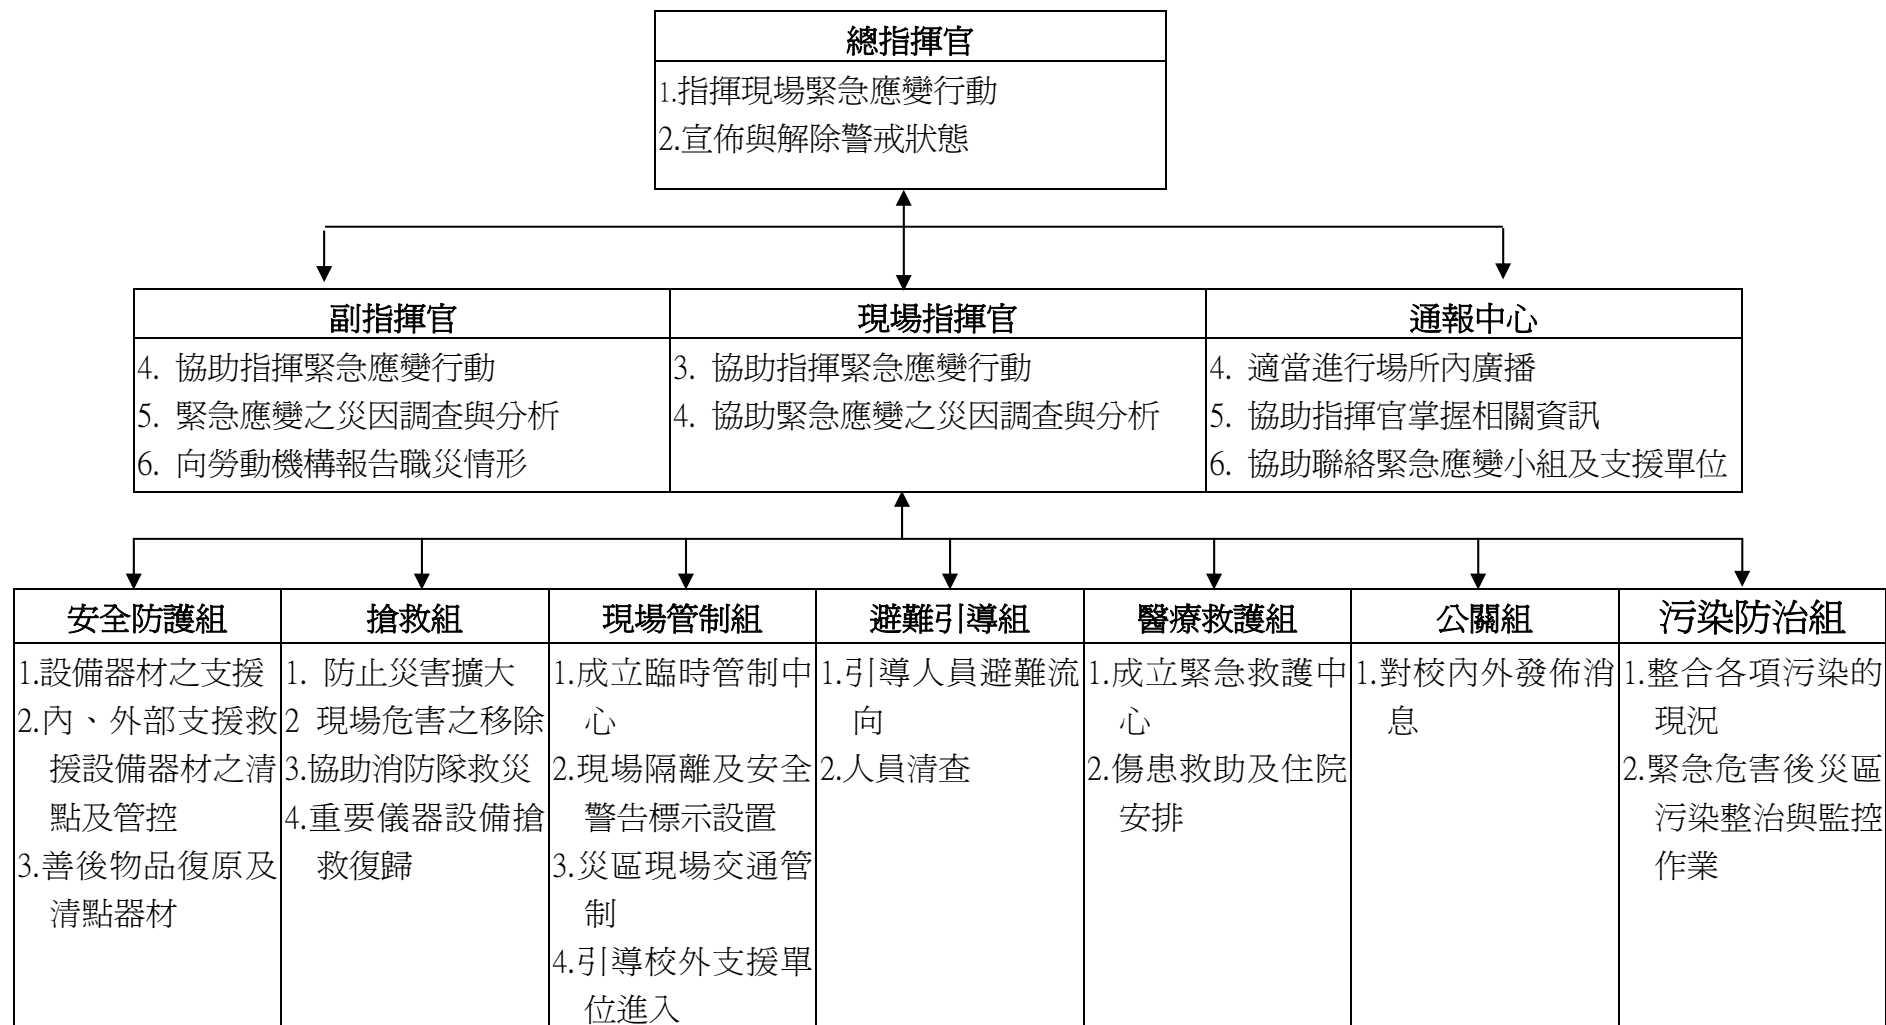 總指揮官
1.指揮現場緊急應變行動
2.宣佈與解除警戒狀態
副指揮官
4. 協助指揮緊急應變行動
5. 緊急應變之災因調查與分析
6. 向勞動機構報告職災情形
現場指揮官
3. 協助指揮緊急應變行動
4. 協助緊急應變之災因調查與分析
通報中心
4. 適當進行場所內廣播
5. 協助指揮官掌握相關資訊
6. 協助聯絡緊急應變小組及支援單位
安全防護組
1.設備器材之支援
2.內、外部支援救
援設備器材之清
點及管控
3.善後物品復原及
清點器材
搶救組
1. 防止災害擴大
2 現場危害之移除
3.協助消防隊救災
4.重要儀器設備搶
救復歸
現場管制組
1.成立臨時管制中
心
2.現場隔離及安全
警告標示設置
3.災區現場交通管
制
4.引導校外支援單
位進入
避難引導組
1.引導人員避難流
向
2.人員清查
醫療救護組
1.成立緊急救護中
心
2.傷患救助及住院
安排
公關組
1.對校內外發佈消
息
污染防治組
1.整合各項污染的
現況
2.緊急危害後災區
污染整治與監控
作業